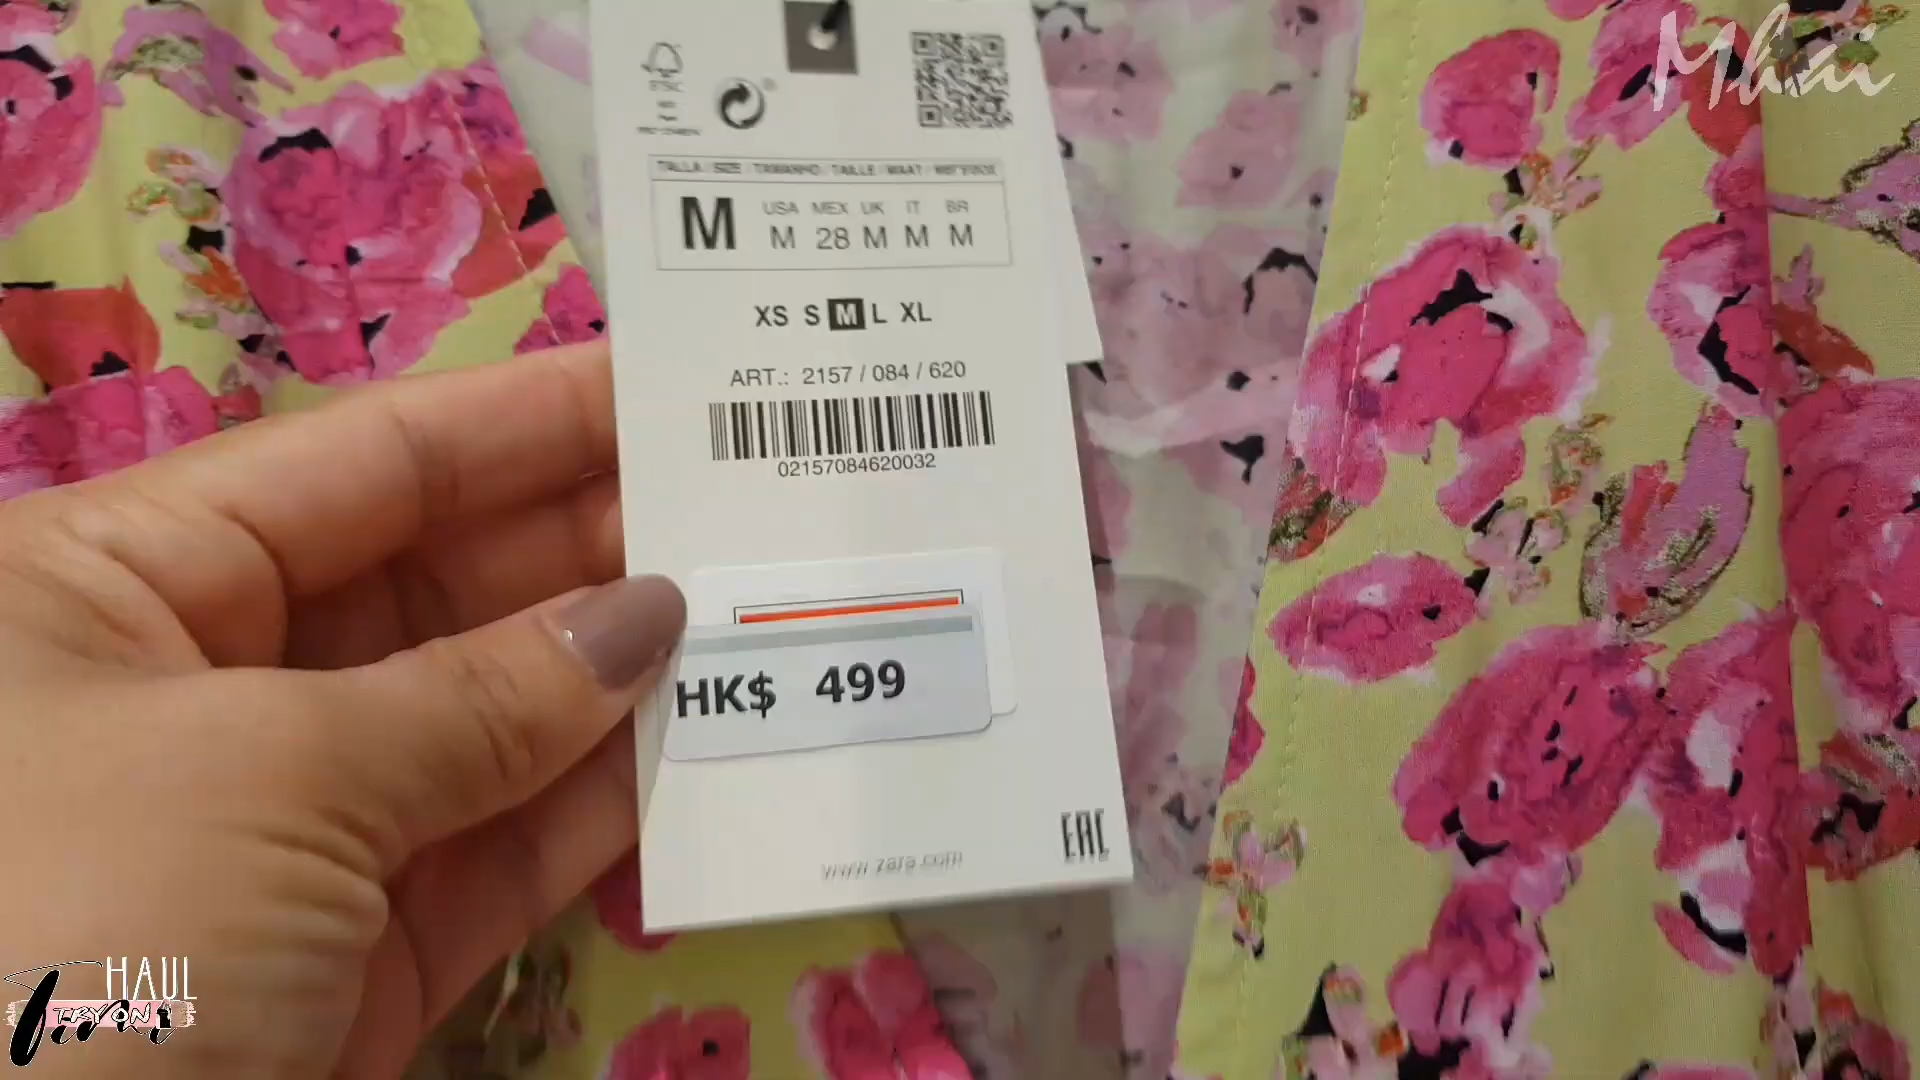 Mhai
FSC
TALLA / SIZE / TAMANHO / TAILLE / MAAT /
M
USA MEX UK IT BR
M 28 M M M
XS S M L XL
ART.: 2157 / 084 / 620
02157084620032
HK$ 499
www.zara.com
EAC
HAUL
TRY ON